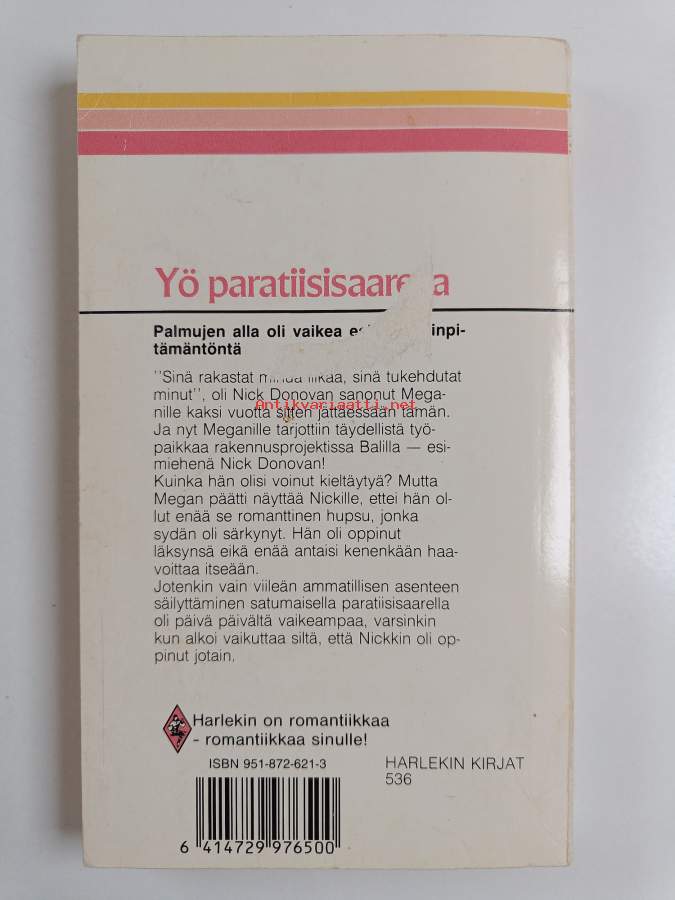 Yö paratiisisaarella
Palmujen alla oli vaikea
tämäntöntä
"Sinä rakastat minua liikaa, sinä tukehdutat
minut", oli Nick Donovan sanonut Mega-
nille kaksi vuotta sitten jättäessään tämän.
Antikvariaatti.net
Ja nyt Meganille tarjottiin täydellistä työ-
paikkaa rakennusprojektissa Balilla — esi-
miehenä Nick Donovan!
Kuinka hän olisi voinut kieltäytyä? Mutta
Megan päätti näyttää Nickille, ettei hän ol-
lut enää se romanttinen hupsu, jonka
sydän oli särkynyt. Hän oli oppinut
läksynsä eikä enää antaisi kenenkään haa-
voittaa itseään.
Jotenkin vain viileän ammatillisen asenteen
säilyttäminen satumaisella paratiisisaarella
oli päivä päivältä vaikeampaa, varsinkin
kun alkoi vaikuttaa siltä, että Nickkin oli op-
pinut jotain.
Harlekin on romantiikkaa
- romantiikkaa sinulle!
ISBN 951-872-621-3
HARLEKIN KIRJAT
536
6 414729 976500